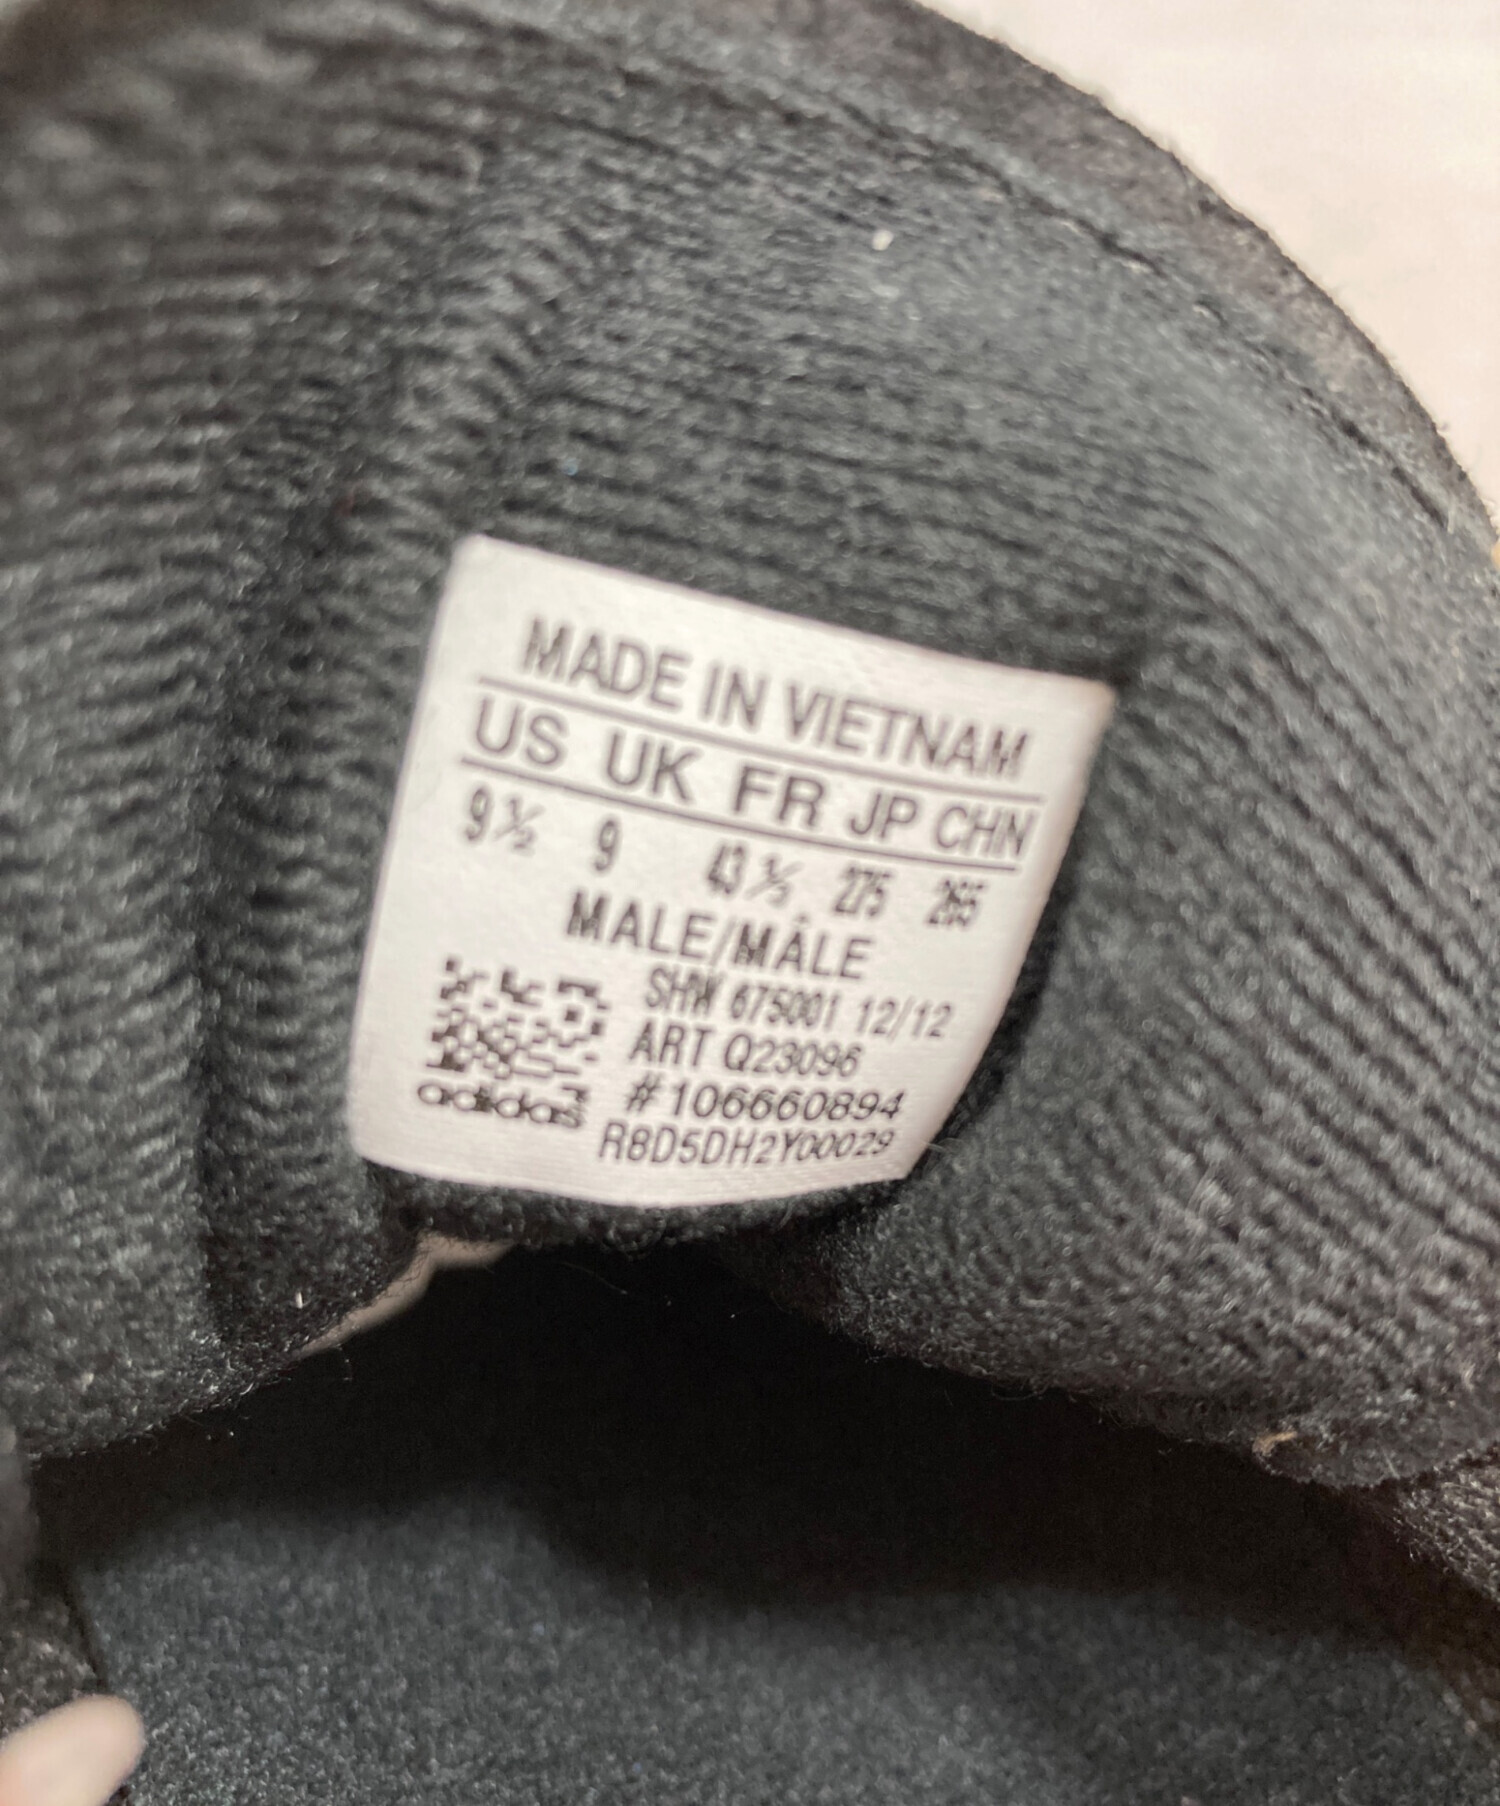 MADE IN VIETNAM
US UK FR JP CHN
9½ 9 43⅓ 275 265
MALE/MÂLE
SHW 675001 12/12
ART Q23096
#106660894
R8D5DH2Y00029
adidas